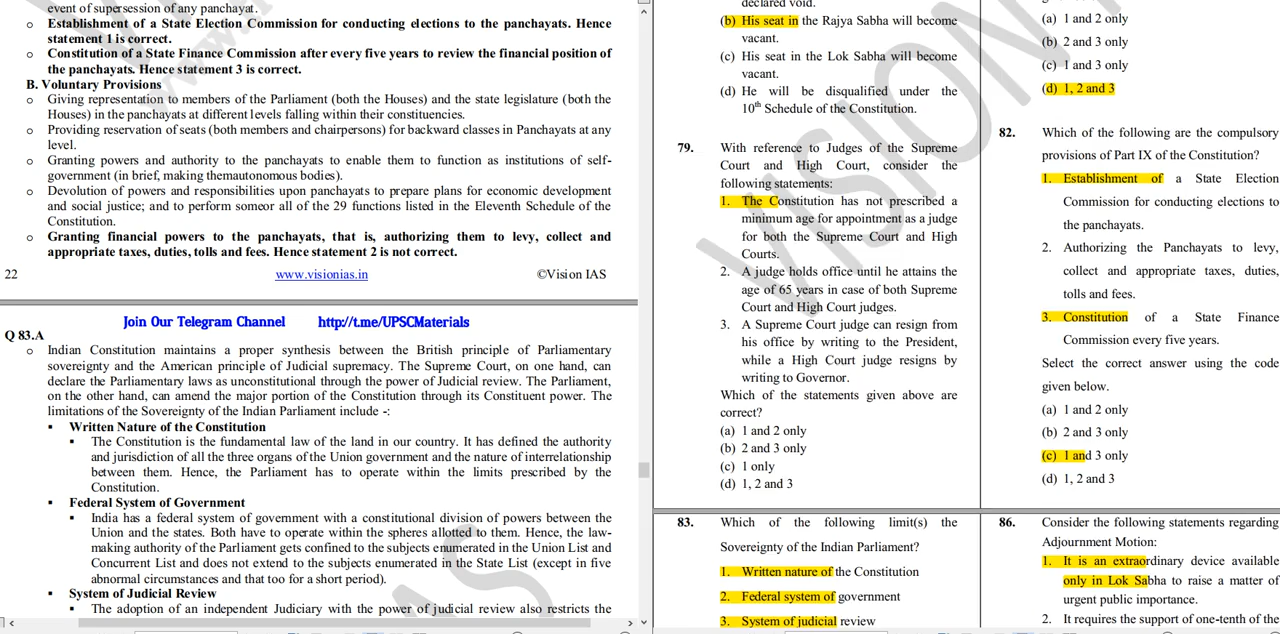 event of supersession of any panchayat.
o Establishment of a State Election Commission for conducting elections to the panchayats. Hence
statement 1 is correct.
o Constitution of a State Finance Commission after every five years to review the financial position of
the panchayats. Hence statement 3 is correct.
B. Voluntary Provisions
o Giving representation to members of the Parliament (both the Houses) and the state legislature (both the
Houses) in the panchayats at different levels falling within their constituencies.
o Providing reservation of seats (both members and chairpersons) for backward classes in Panchayats at any
level.
o Granting powers and authority to the panchayats to enable them to function as institutions of self-
government (in brief, making themautonomous bodies).
o Devolution of powers and responsibilities upon panchayats to prepare plans for economic development
and social justice; and to perform someor all of the 29 functions listed in the Eleventh Schedule of the
Constitution.
o Granting financial powers to the panchayats, that is, authorizing them to levy, collect and
appropriate taxes, duties, tolls and fees. Hence statement 2 is not correct.
22 www.visionias.in ©Vision IAS
Join Our Telegram Channel http://t.me/UPSCMaterials
Q 83.A
o Indian Constitution maintains a proper synthesis between the British principle of Parliamentary
sovereignty and the American principle of Judicial supremacy. The Supreme Court, on one hand, can
declare the Parliamentary laws as unconstitutional through the power of Judicial review. The Parliament,
on the other hand, can amend the major portion of the Constitution through its Constituent power. The
limitations of the Sovereignty of the Indian Parliament include -:
▪ Written Nature of the Constitution
▪ The Constitution is the fundamental law of the land in our country. It has defined the authority
and jurisdiction of all the three organs of the Union government and the nature of interrelationship
between them. Hence, the Parliament has to operate within the limits prescribed by the
Constitution.
▪ Federal System of Government
▪ India has a federal system of government with a constitutional division of powers between the
Union and the states. Both have to operate within the spheres allotted to them. Hence, the law-
making authority of the Parliament gets confined to the subjects enumerated in the Union List and
Concurrent List and does not extend to the subjects enumerated in the State List (except in five
abnormal circumstances and that too for a short period).
▪ System of Judicial Review
▪ The adoption of an independent Judiciary with the power of judicial review also restricts the
declared void.
(b) His seat in the Rajya Sabha will become
vacant.
(c) His seat in the Lok Sabha will become
vacant.
(d) He will be disqualified under the
10th Schedule of the Constitution.
79. With reference to Judges of the Supreme
Court and High Court, consider the
following statements:
1. The Constitution has not prescribed a
minimum age for appointment as a judge
for both the Supreme Court and High
Courts.
2. A judge holds office until he attains the
age of 65 years in case of both Supreme
Court and High Court judges.
3. A Supreme Court judge can resign from
his office by writing to the President,
while a High Court judge resigns by
writing to Governor.
Which of the statements given above are
correct?
(a) 1 and 2 only
(b) 2 and 3 only
(c) 1 only
(d) 1, 2 and 3
83. Which of the following limit(s) the
Sovereignty of the Indian Parliament?
1. Written nature of the Constitution
2. Federal system of government
3. System of judicial review
(a) 1 and 2 only
(b) 2 and 3 only
(c) 1 and 3 only
(d) 1, 2 and 3
82. Which of the following are the compulsory
provisions of Part IX of the Constitution?
1. Establishment of a State Election
Commission for conducting elections to
the panchayats.
2. Authorizing the Panchayats to levy,
collect and appropriate taxes, duties,
tolls and fees.
3. Constitution of a State Finance
Commission every five years.
Select the correct answer using the code
given below.
(a) 1 and 2 only
(b) 2 and 3 only
(c) 1 and 3 only
(d) 1, 2 and 3
86. Consider the following statements regarding
Adjournment Motion:
1. It is an extraordinary device available
only in Lok Sabha to raise a matter of
urgent public importance.
2. It requires the support of one-tenth of the